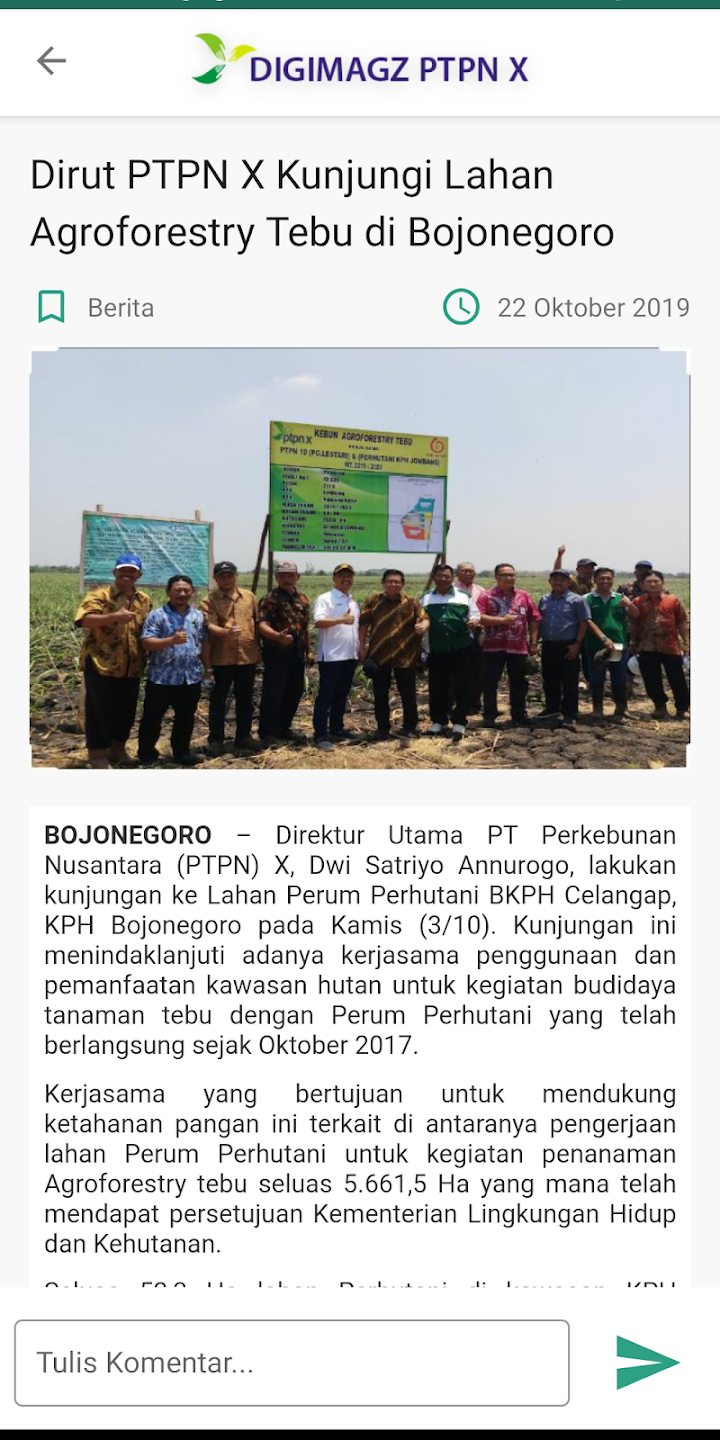 DIGIMAGZ PTPN X
Dirut PTPN X Kunjungi Lahan
Agroforestry Tebu di Bojonegoro
Berita
22 Oktober 2019
ptpn x
KEBUN AGROFORESTRY TEBU
PTPN 10 (PG.LESTARI) & (PERHUTANI KPH JOMBANG)
BOJONEGORO – Direktur Utama PT Perkebunan
Nusantara (PTPN) X, Dwi Satriyo Annurogo, lakukan
kunjungan ke Lahan Perum Perhutani BKPH Celangap,
KPH Bojonegoro pada Kamis (3/10). Kunjungan ini
menindaklanjuti adanya kerjasama penggunaan dan
pemanfaatan kawasan hutan untuk kegiatan budidaya
tanaman tebu dengan Perum Perhutani yang telah
berlangsung sejak Oktober 2017.
Kerjasama yang bertujuan untuk mendukung
ketahanan pangan ini terkait di antaranya pengerjaan
lahan Perum Perhutani untuk kegiatan penanaman
Agroforestry tebu seluas 5.661,5 Ha yang mana telah
mendapat persetujuan Kementerian Lingkungan Hidup
dan Kehutanan.
Tulis Komentar...